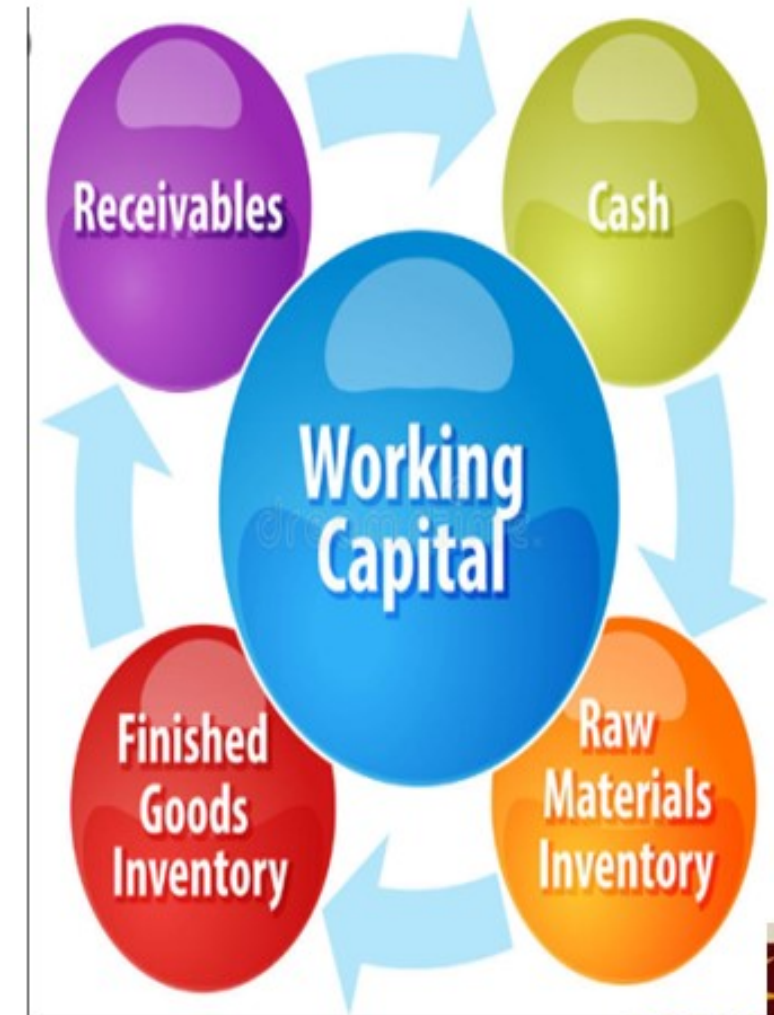 Receivables
Cash
Working
Capital
Finished
Goods
Inventory
Raw
Materials
Inventory